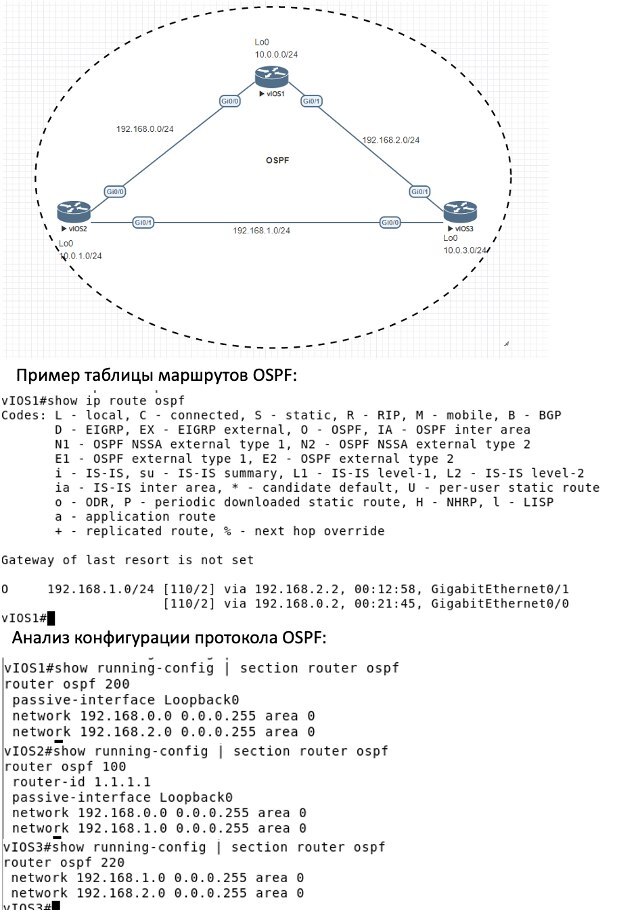 Lo0
10.0.0.0/24
vIOS1
Gi0/0
Gi0/1
192.168.0.0/24
192.168.2.0/24
OSPF
Gi0/0
Gi0/1
vIOS2
Gi0/1
Gi0/0
vIOS3
192.168.1.0/24
Lo0
10.0.1.0/24
Lo0
10.0.3.0/24
Пример таблицы маршрутов OSPF:
vIOS1#show ip route ospf
Codes: L - local, C - connected, S - static, R - RIP, M - mobile, B - BGP
D - EIGRP, EX - EIGRP external, O - OSPF, IA - OSPF inter area
N1 - OSPF NSSA external type 1, N2 - OSPF NSSA external type 2
E1 - OSPF external type 1, E2 - OSPF external type 2
i - IS-IS, su - IS-IS summary, L1 - IS-IS level-1, L2 - IS-IS level-2
ia - IS-IS inter area, * - candidate default, U - per-user static route
o - ODR, P - periodic downloaded static route, H - NHRP, l - LISP
a - application route
+ - replicated route, % - next hop override
Gateway of last resort is not set
O 192.168.1.0/24 [110/2] via 192.168.2.2, 00:12:58, GigabitEthernet0/1
[110/2] via 192.168.0.2, 00:21:45, GigabitEthernet0/0
vIOS1#
Анализ конфигурации протокола OSPF:
vIOS1#show running-config | section router ospf
router ospf 200
passive-interface Loopback0
network 192.168.0.0 0.0.0.255 area 0
network 192.168.2.0 0.0.0.255 area 0
vIOS2#show running-config | section router ospf
router ospf 100
router-id 1.1.1.1
passive-interface Loopback0
network 192.168.0.0 0.0.0.255 area 0
network 192.168.1.0 0.0.0.255 area 0
vIOS3#show running-config | section router ospf
router ospf 220
network 192.168.1.0 0.0.0.255 area 0
network 192.168.2.0 0.0.0.255 area 0
vIOS3#